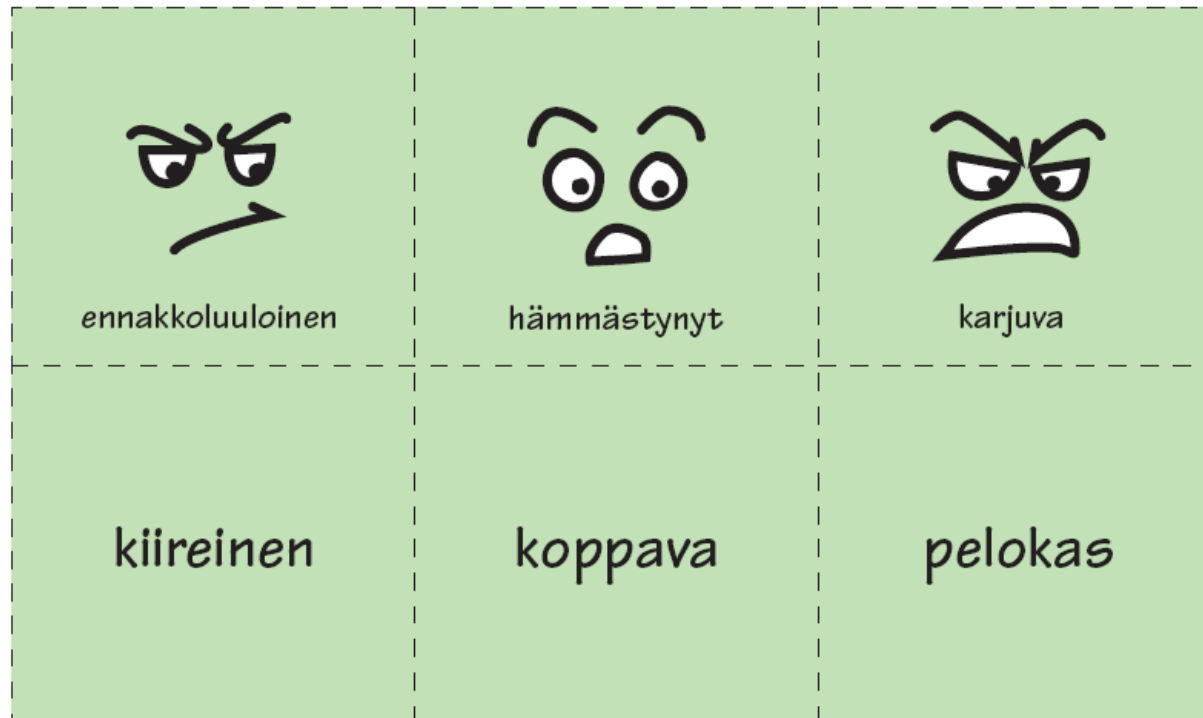 ennakkoluuloinen
hämmästynyt
karjuva
kiireinen
koppava
pelokas